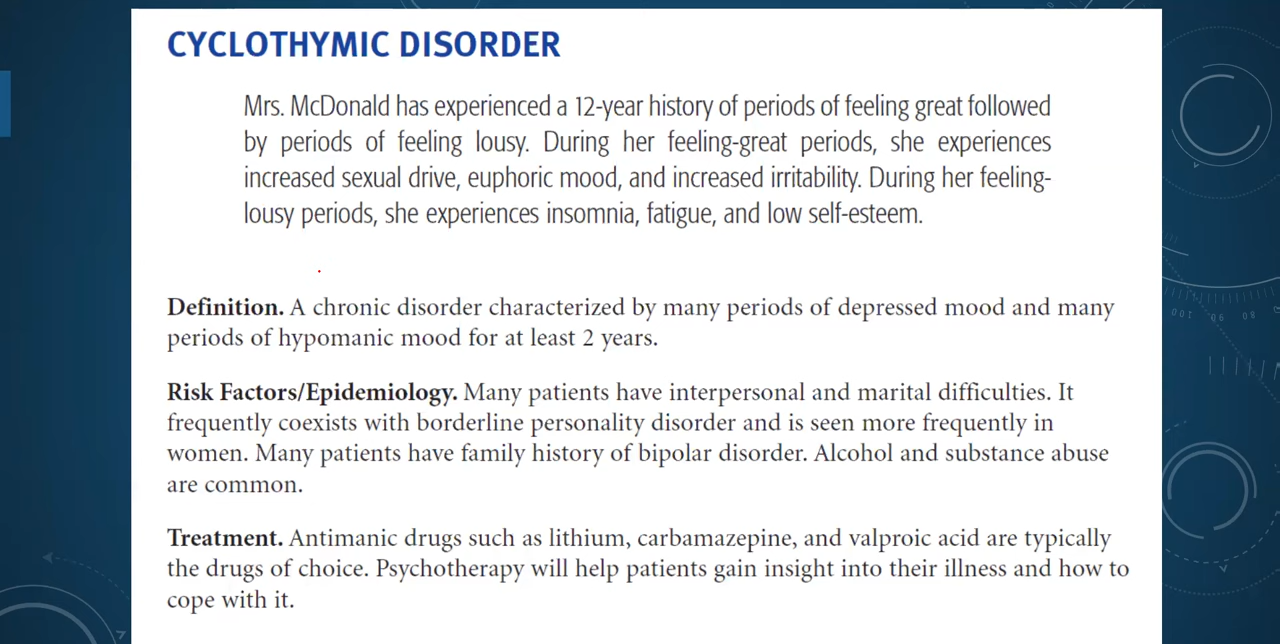 CYCLOTHYMIC DISORDER
Mrs. McDonald has experienced a 12-year history of periods of feeling great followed
by periods of feeling lousy. During her feeling-great periods, she experiences
increased sexual drive, euphoric mood, and increased irritability. During her feeling-
lousy periods, she experiences insomnia, fatigue, and low self-esteem.
Definition. A chronic disorder characterized by many periods of depressed mood and many
periods of hypomanic mood for at least 2 years.
Risk Factors/Epidemiology. Many patients have interpersonal and marital difficulties. It
frequently coexists with borderline personality disorder and is seen more frequently in
women. Many patients have family history of bipolar disorder. Alcohol and substance abuse
are common.
Treatment. Antimanic drugs such as lithium, carbamazepine, and valproic acid are typically
the drugs of choice. Psychotherapy will help patients gain insight into their illness and how to
cope with it.
100 90 80